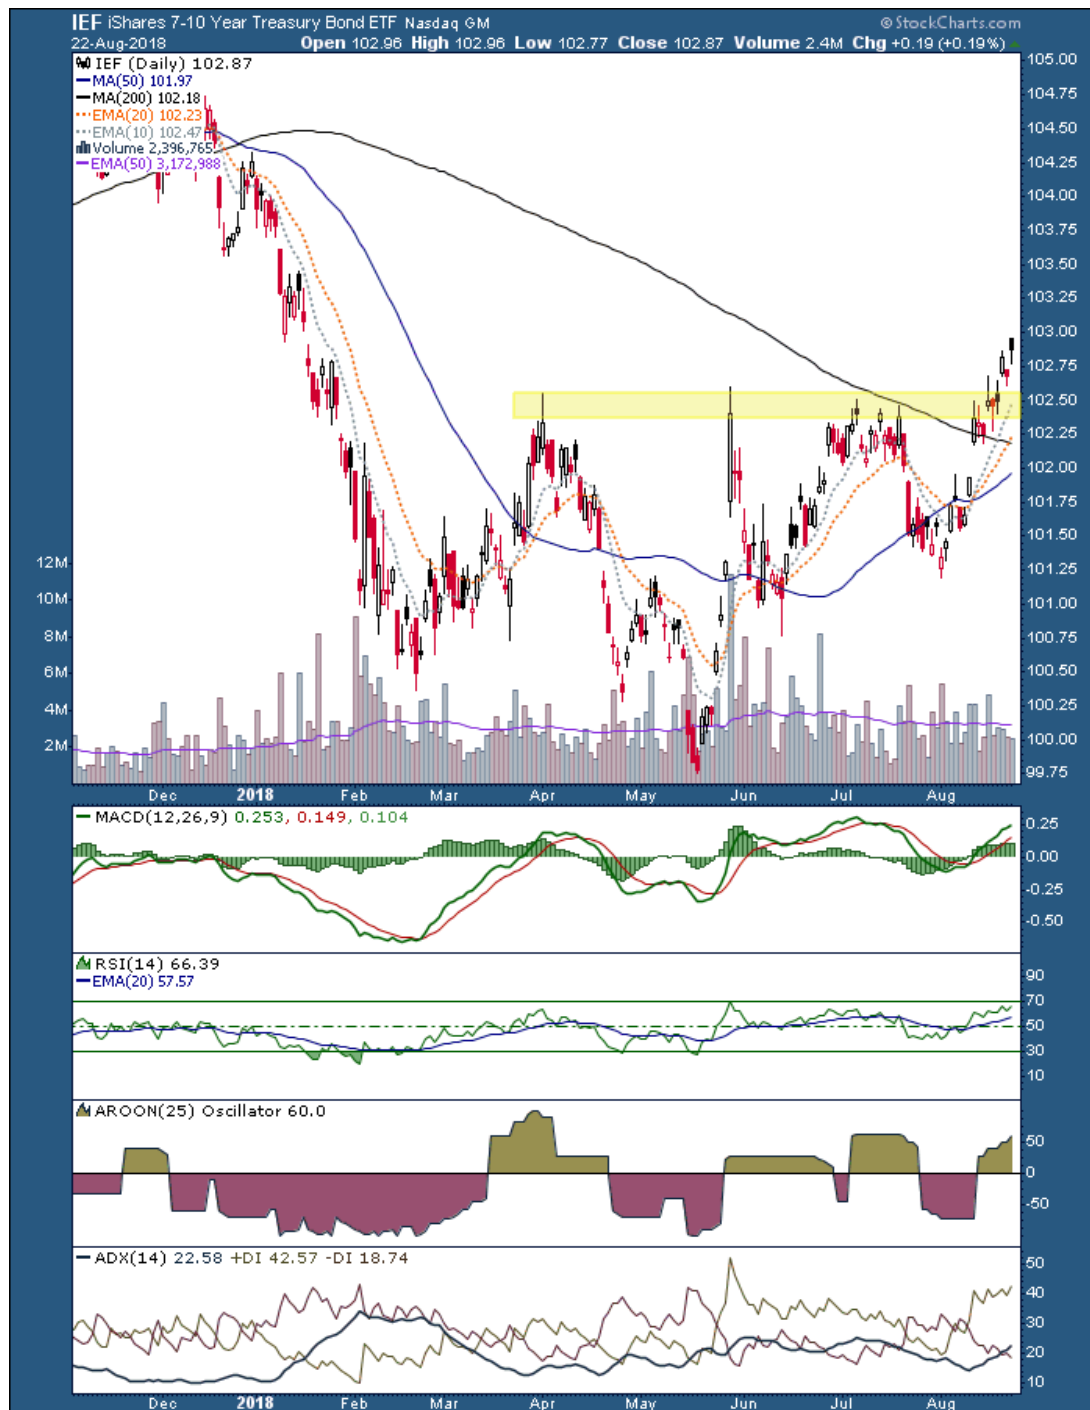 IEF iShares 7-10 Year Treasury Bond ETF Nasdaq GM © StockCharts.com
22-Aug-2018 Open 102.96 High 102.96 Low 102.77 Close 102.87 Volume 2.4M Chg +0.19 (+0.19%)
IEF (Daily) 102.87
MA(50) 101.97
MA(200) 102.18
EMA(20) 102.23
EMA(10) 102.47
Volume 2,396,765
EMA(50) 3,172,988
105.00
104.75
104.50
104.25
104.00
103.75
103.50
103.25
103.00
102.75
102.50
102.25
102.00
101.75
101.50
101.25
101.00
100.75
100.50
100.25
100.00
99.75
12M
10M
8M
6M
4M
2M
Dec 2018 Feb Mar Apr May Jun Jul Aug
MACD(12,26,9) 0.253, 0.149, 0.104
0.25
0.00
-0.25
-0.50
RSI(14) 66.39
EMA(20) 57.57
90
70
50
30
10
AROON(25) Oscillator 60.0
50
0
-50
ADX(14) 22.58 +DI 42.57 -DI 18.74
50
40
30
20
10
Dec 2018 Feb Mar Apr May Jun Jul Aug